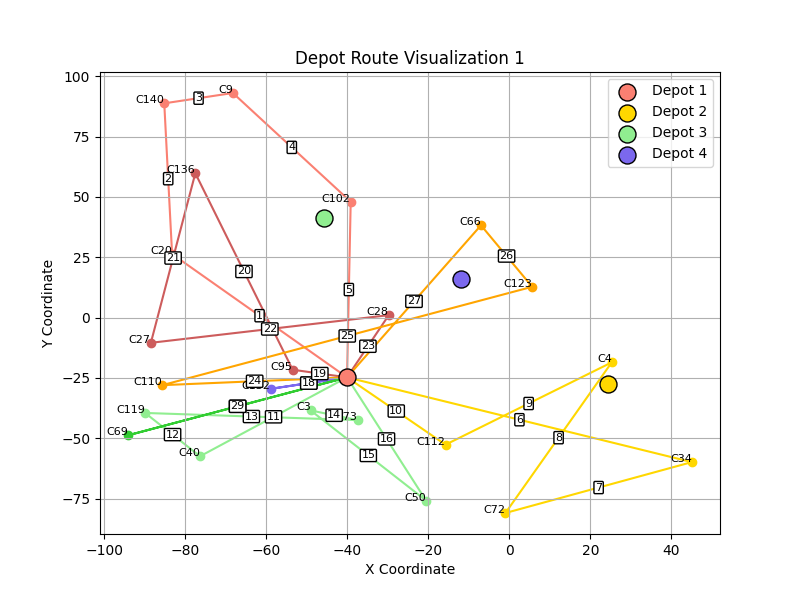 Depot Route Visualization 1
Depot 1
Depot 2
Depot 3
Depot 4
Y Coordinate
100
75
50
25
0
−25
−50
−75
C140
3
C9
4
C136
2
C102
C20
21
20
C66
26
C123
5
27
1
22
C28
25
23
C27
C95
19
18
C110
24
C4
9
10
6
C119
29
13
11
C3
14
73
C69
12
C40
16
15
C112
8
C34
7
C50
C72
−100
−80
−60
−40
−20
0
20
40
X Coordinate